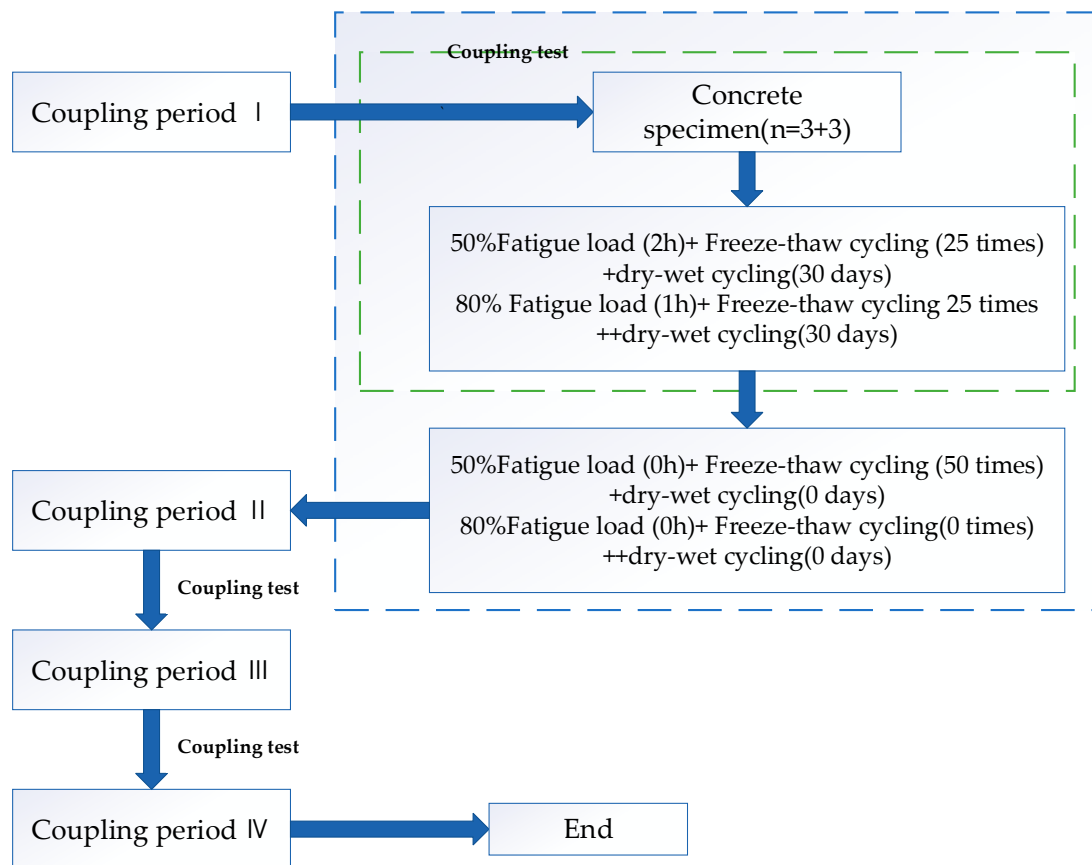 Coupling test
Coupling period Ⅰ
Concrete
specimen(n=3+3)
50%Fatigue load (2h)+ Freeze-thaw cycling (25 times)
+dry-wet cycling(30 days)
80% Fatigue load (1h)+ Freeze-thaw cycling 25 times
++dry-wet cycling(30 days)
50%Fatigue load (0h)+ Freeze-thaw cycling (50 times)
+dry-wet cycling(0 days)
80%Fatigue load (0h)+ Freeze-thaw cycling(0 times)
++dry-wet cycling(0 days)
Coupling period Ⅱ
Coupling test
Coupling period Ⅲ
Coupling test
Coupling period Ⅳ
End